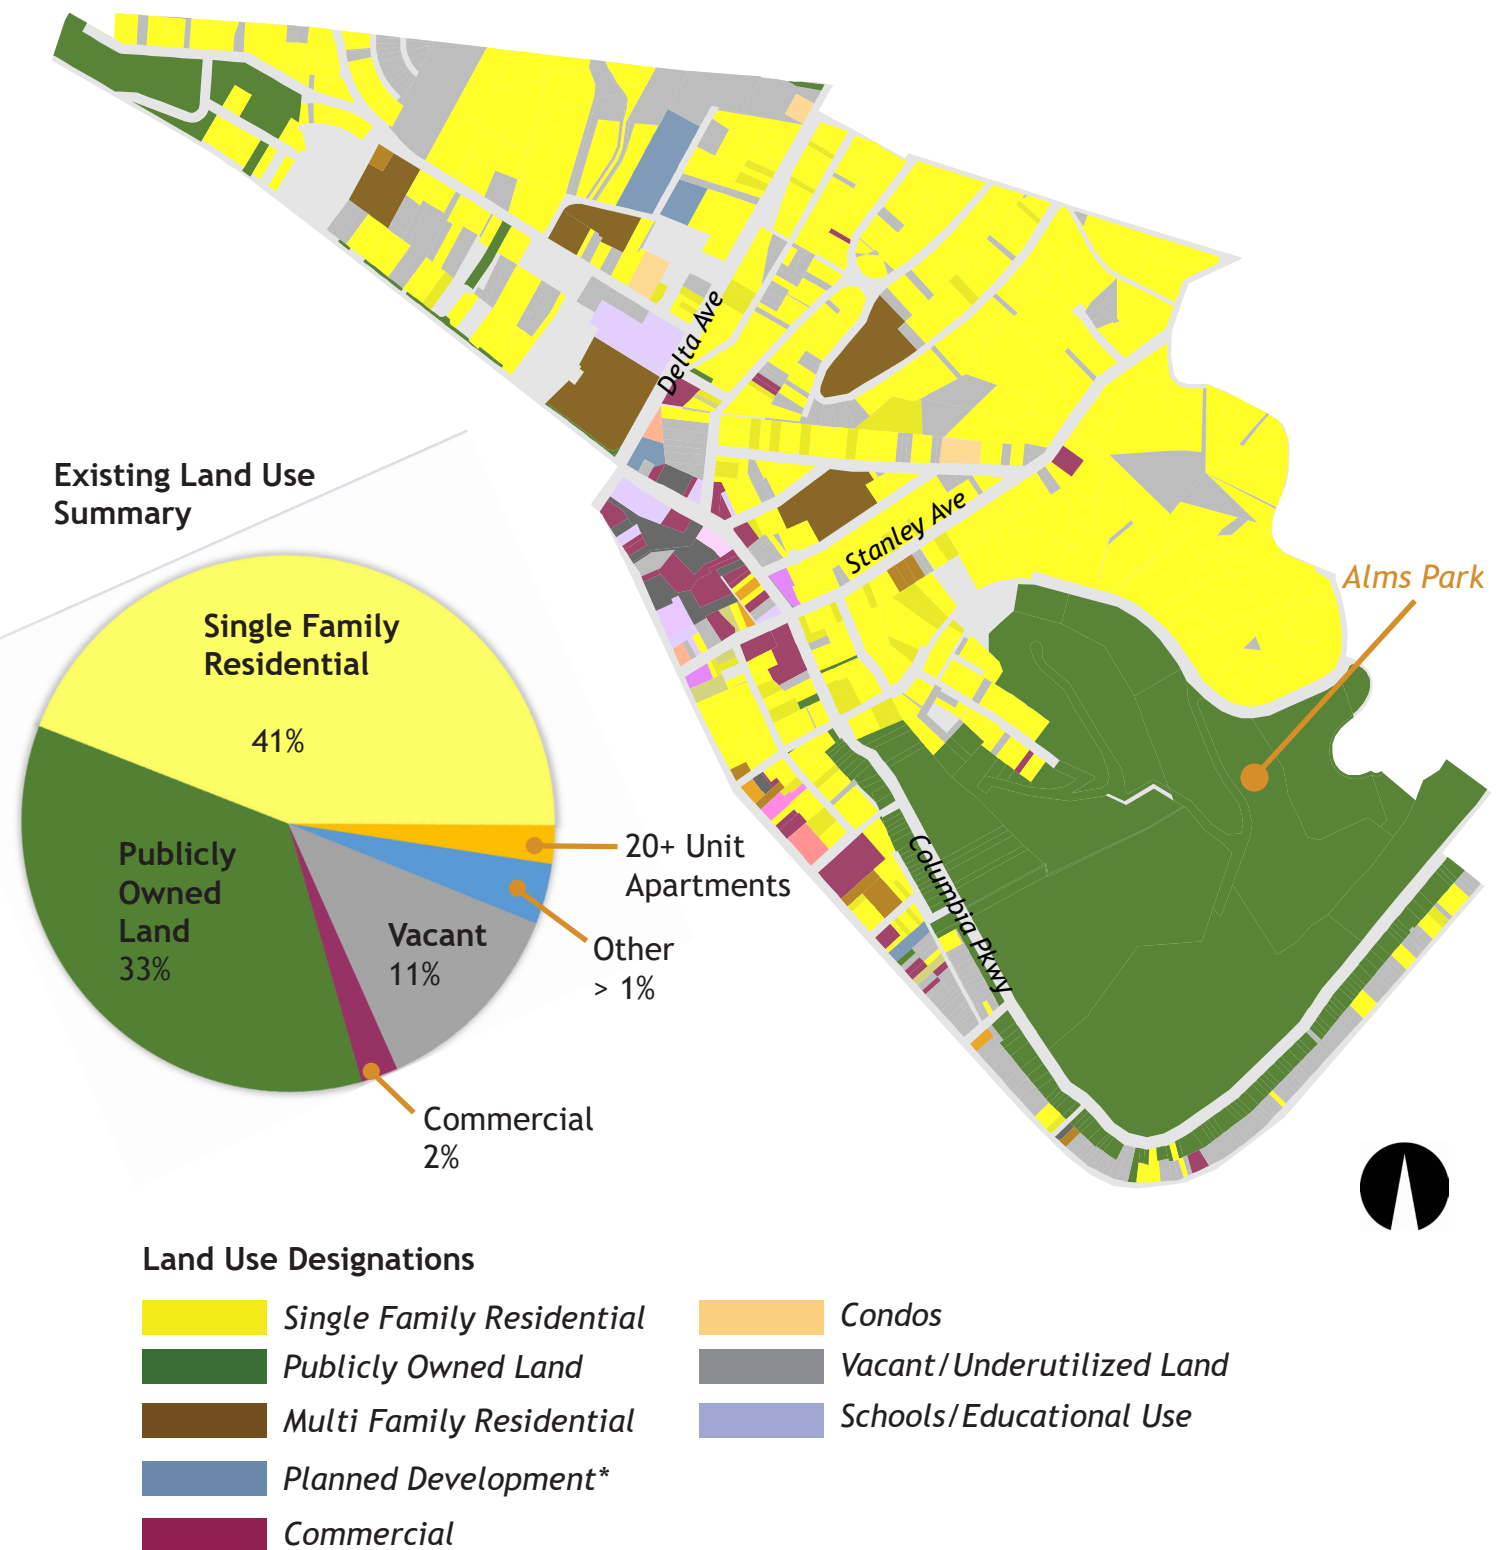 Delta Ave
Existing Land Use
Summary
Stanley Ave
Alms Park
Single Family
Residential
41%
Publicly
Owned
Land
33%
20+ Unit
Apartments
Vacant
11%
Other
> 1%
Columbia Pkwy
Commercial
2%
Land Use Designations
Single Family Residential
Publicly Owned Land
Multi Family Residential
Planned Development*
Commercial
Condos
Vacant/Underutilized Land
Schools/Educational Use